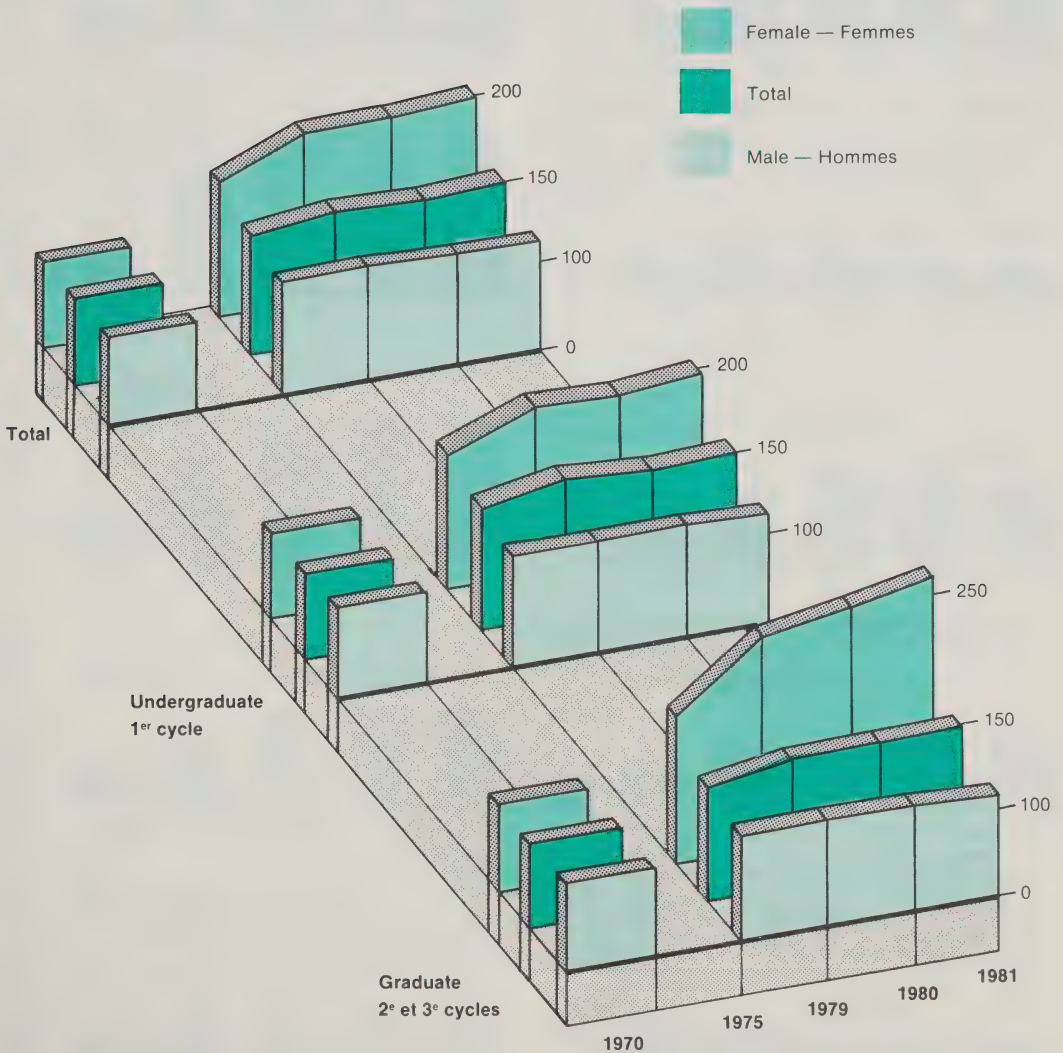 Female — Femmes
Total
Male — Hommes
200
150
100
0
Total
200
150
100
Undergraduate
1er cycle
250
150
100
0
Graduate
2e et 3e cycles
1970
1975
1979
1980
1981